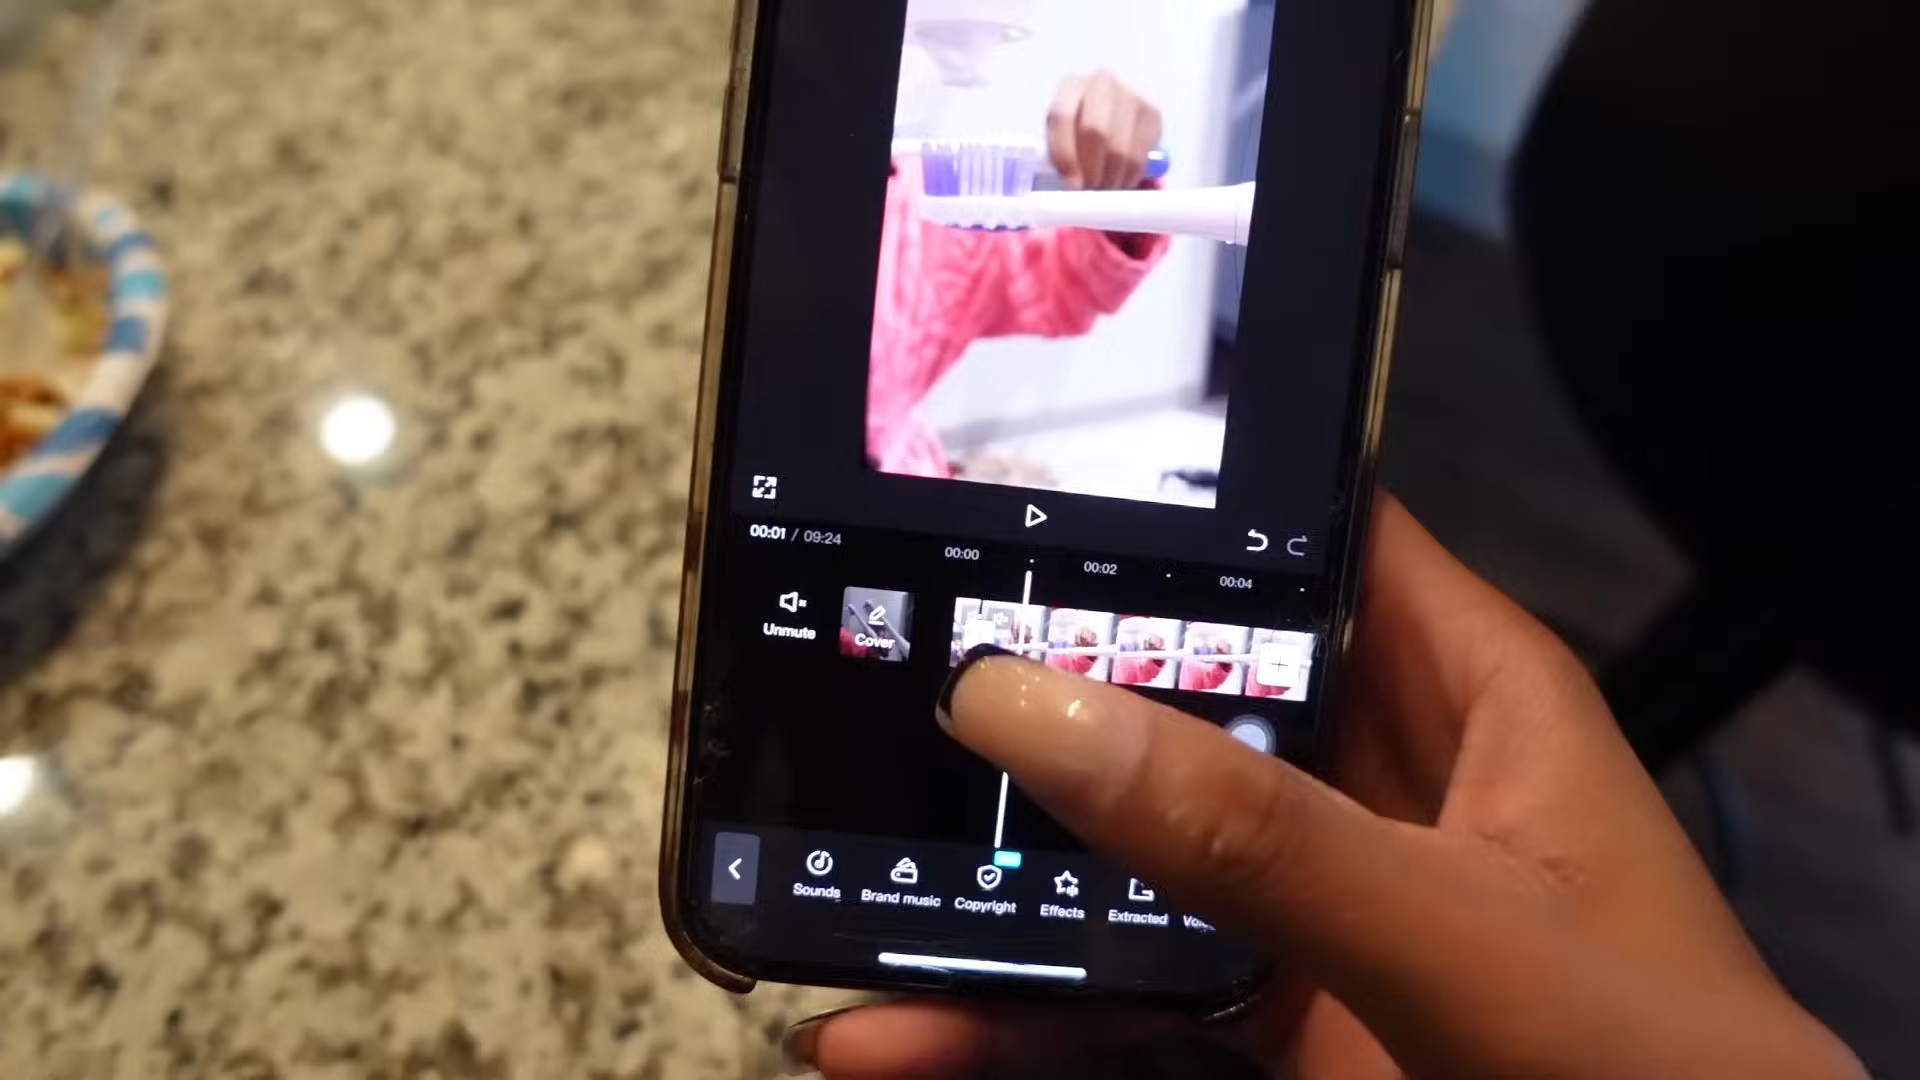 00:01 / 09:24
00:00
00:02
00:04
Unmute
Cover
Sounds
Brand music
Copyright
Effects
Extracted